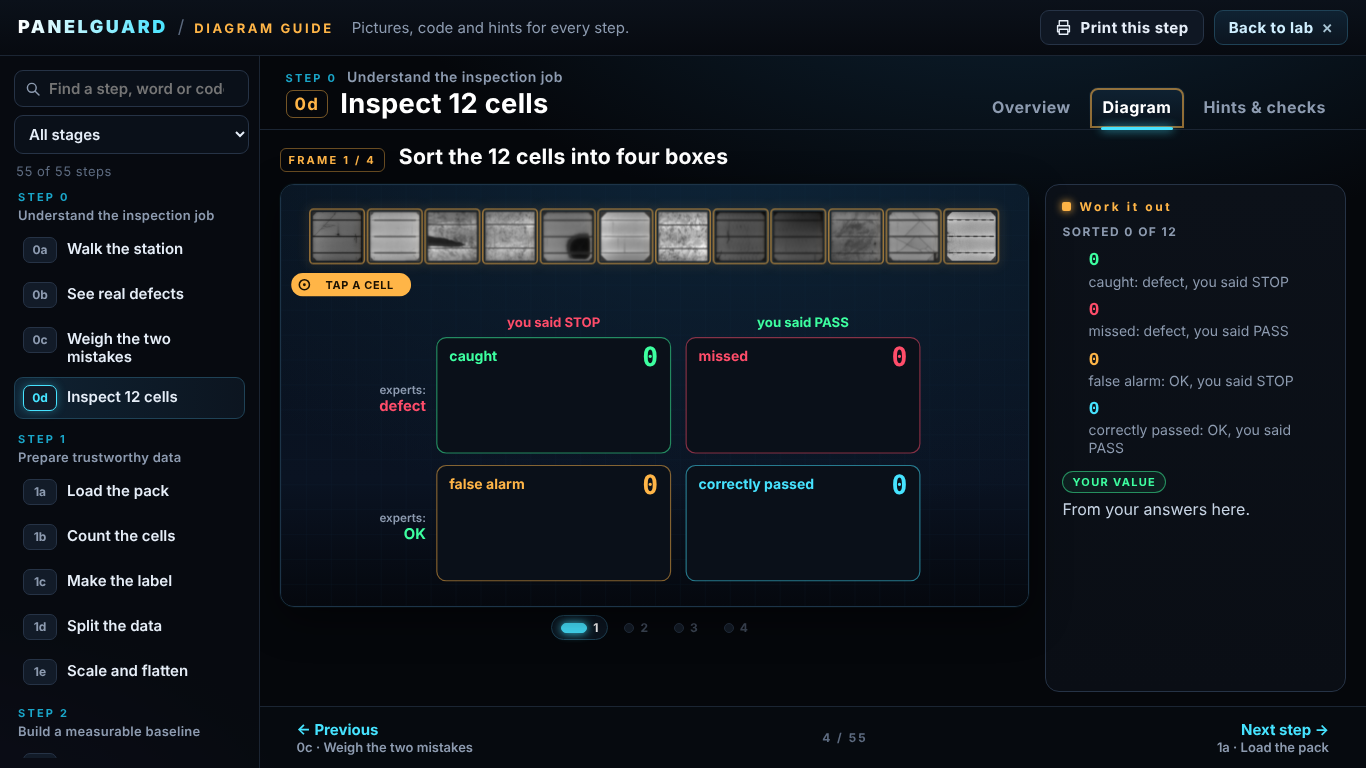 PANELGUARD / DIAGRAM GUIDE Pictures, code and hints for every step.
Print this step
Back to lab ×
Find a step, word or cod
All stages
55 of 55 steps
STEP 0
Understand the inspection job
0a Walk the station
0b See real defects
0c Weigh the two
mistakes
0d Inspect 12 cells
STEP 1
Prepare trustworthy data
1a Load the pack
1b Count the cells
1c Make the label
1d Split the data
1e Scale and flatten
STEP 2
Build a measurable baseline
STEP 0 Understand the inspection job
0d Inspect 12 cells
Overview
Diagram
Hints & checks
FRAME 1 / 4 Sort the 12 cells into four boxes
TAP A CELL
you said STOP
you said PASS
experts:
defect
caught 0
missed 0
experts:
OK
false alarm 0
correctly passed 0
1 2 3 4
Work it out
SORTED 0 OF 12
0
caught: defect, you said STOP
0
missed: defect, you said PASS
0
false alarm: OK, you said STOP
0
correctly passed: OK, you said
PASS
YOUR VALUE
From your answers here.
← Previous
0c · Weigh the two mistakes
4 / 55
Next step →
1a · Load the pack